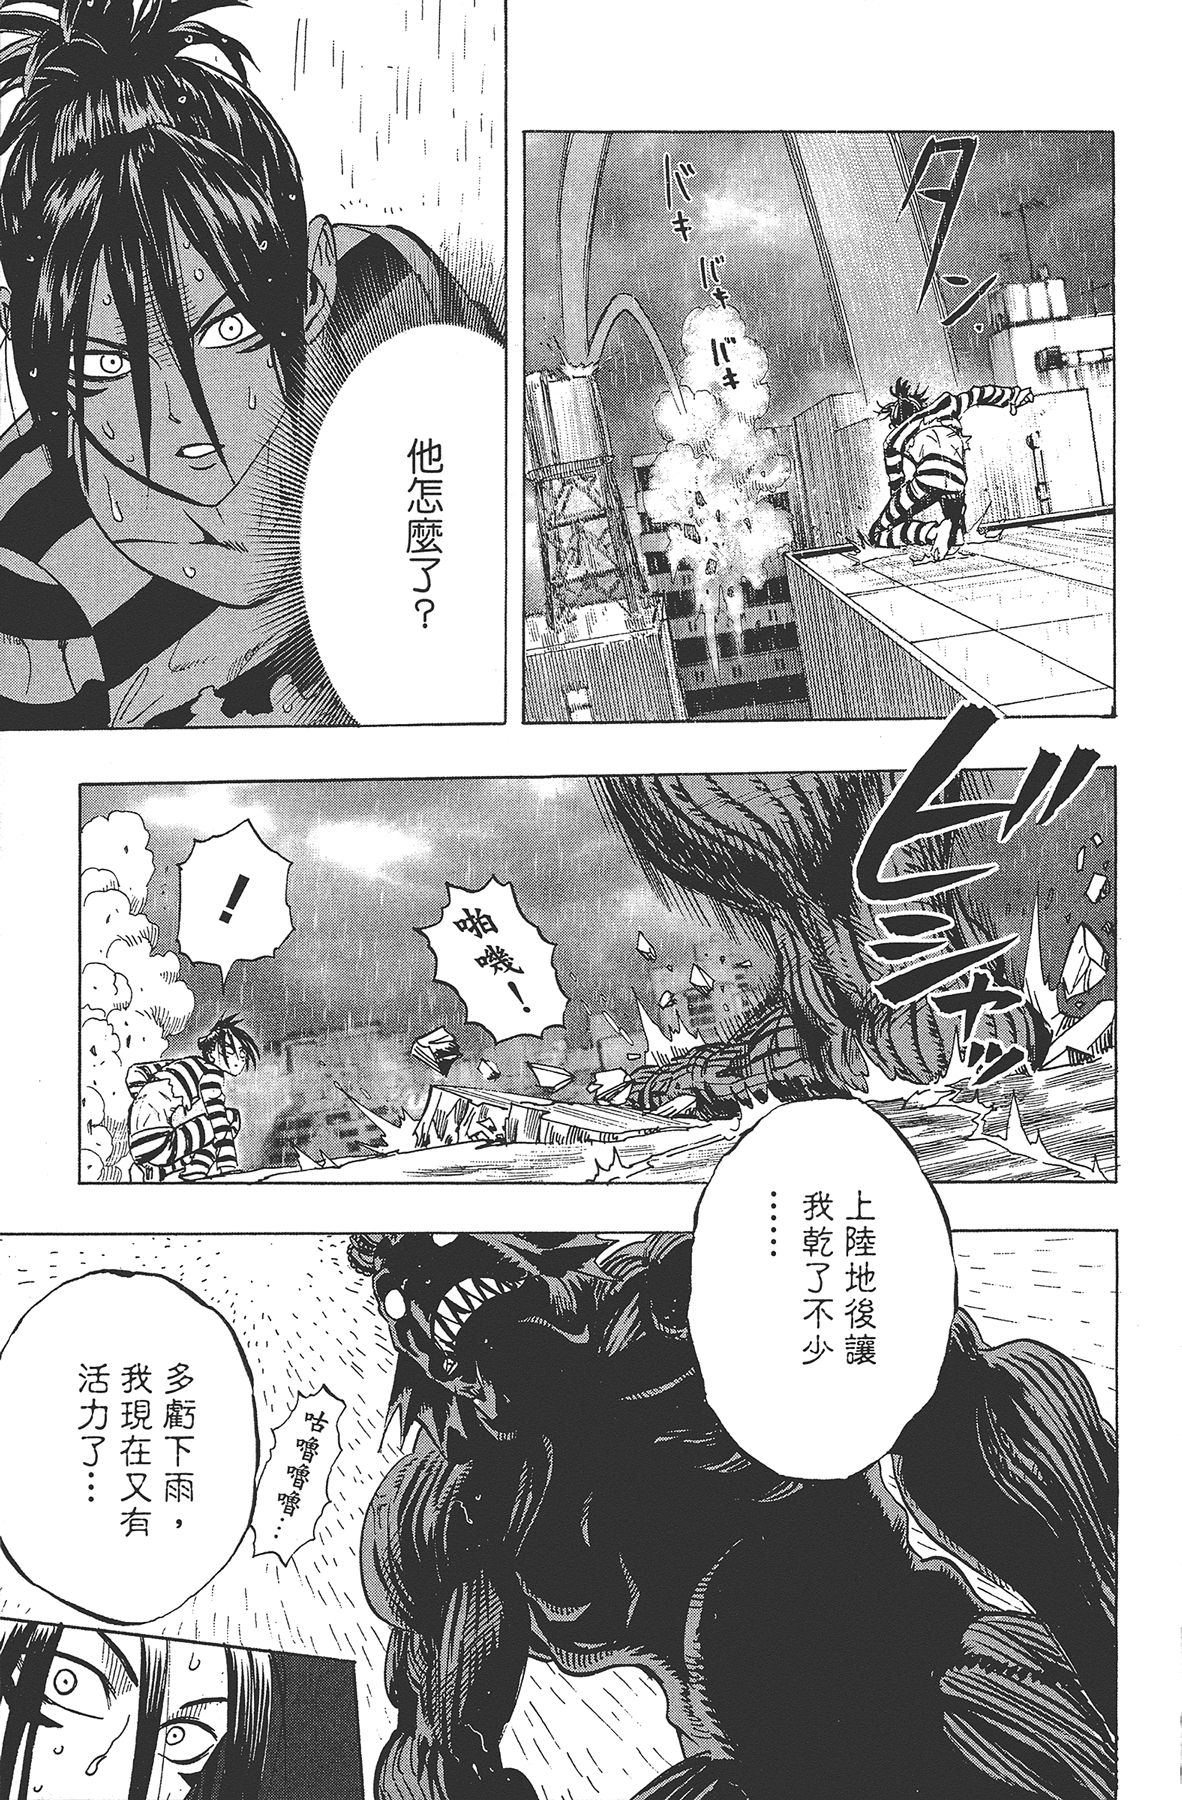 タン
バキ
バキ
バキ
他怎麼了？
ビシャッ
啪嘰！
！
上陸地後讓
我乾了不少
……
咕嚕嚕嚕…
多虧下雨，
我現在又有
活力了…